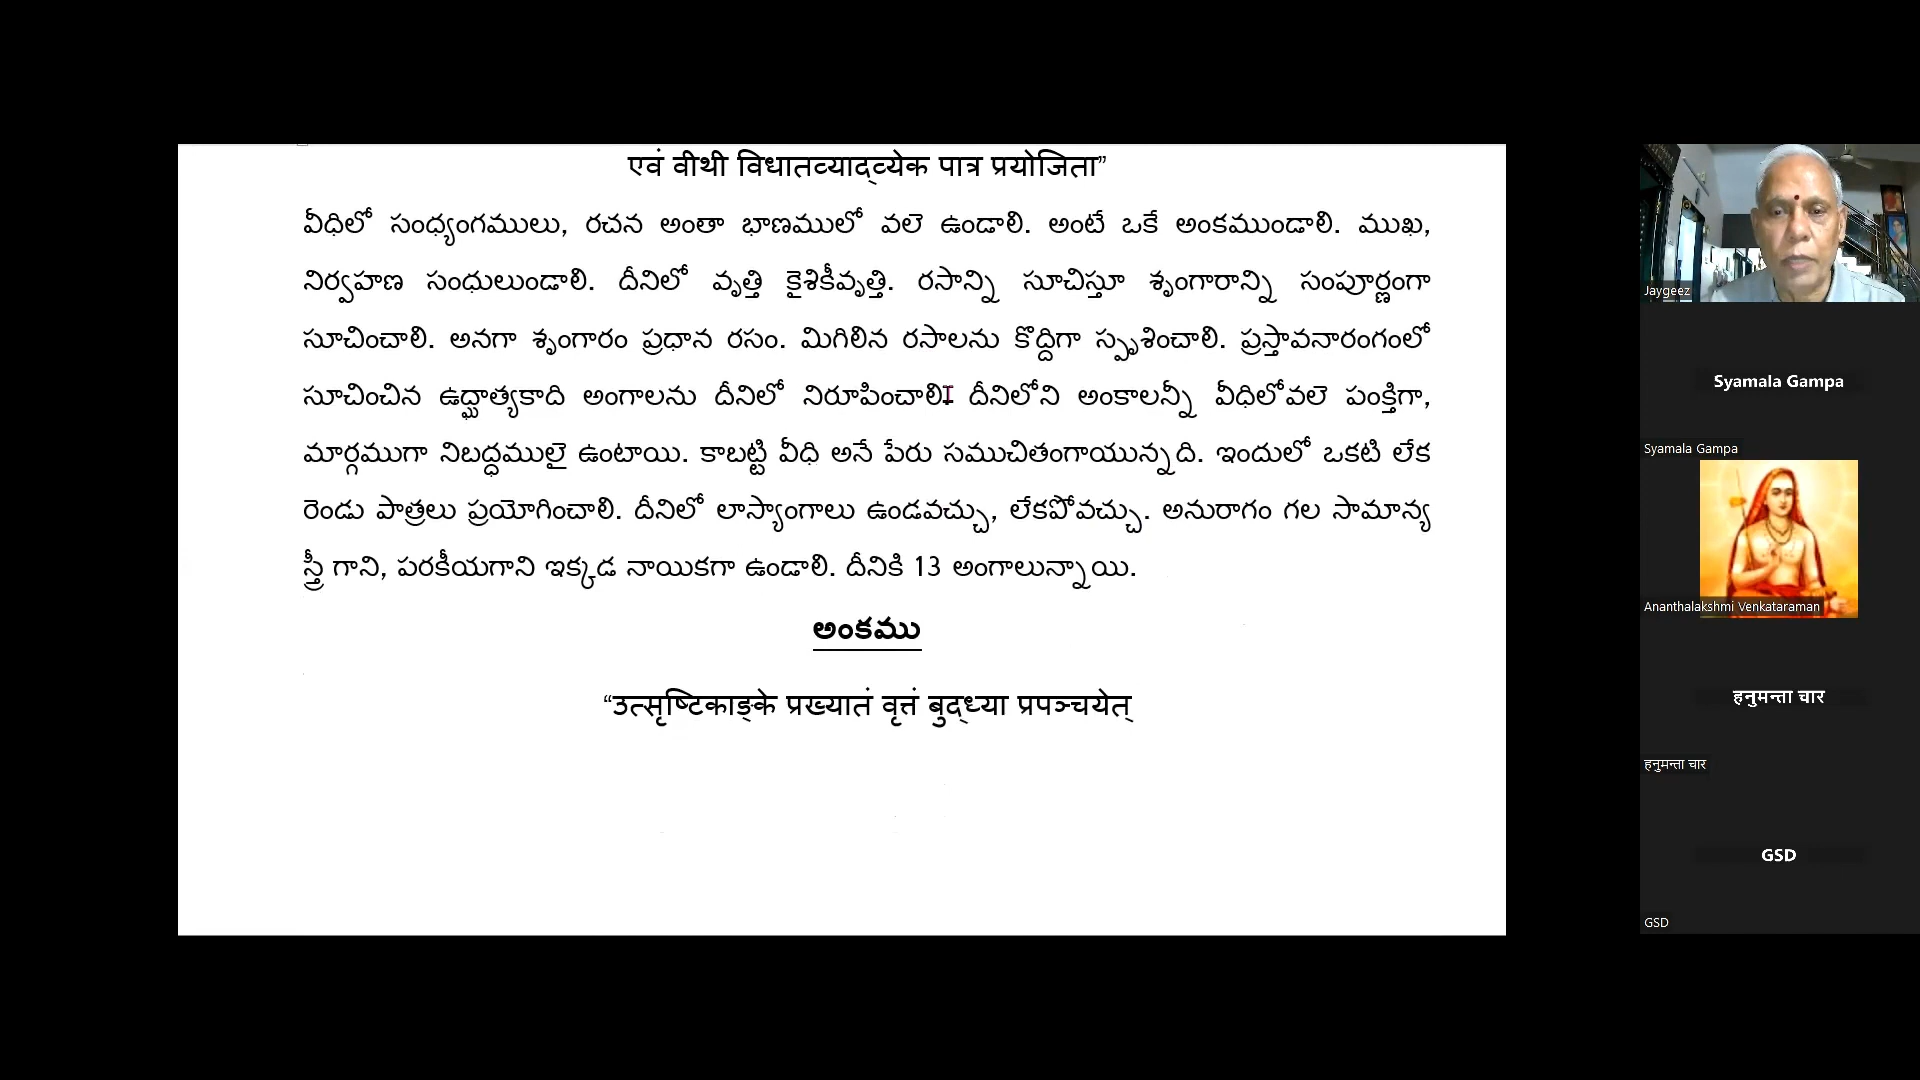 एवं वीथी विधातव्याद्व्येक पात्र प्रयोजिता”
వీధిలో సంధ్యంగములు, రచన అంతా భాణములో వలె ఉండాలి. అంటే ఒకే అంకముండాలి. ముఖ,
నిర్వహణ సంధులుండాలి. దీనిలో వృత్తి కైశికీవృత్తి. రసాన్ని సూచిస్తూ శృంగారాన్ని సంపూర్ణంగా
సూచించాలి. అనగా శృంగారం ప్రధాన రసం. మిగిలిన రసాలను కొద్దిగా స్పృశించాలి. ప్రస్తావనారంగంలో
సూచించిన ఉద్ఘాత్యకాది అంగాలను దీనిలో నిరూపించాలి. దీనిలోని అంకాలన్నీ వీధిలోవలె పంక్తిగా,
మార్గముగా నిబద్ధములై ఉంటాయి. కాబట్టి వీధి అనే పేరు సముచితంగాయున్నది. ఇందులో ఒకటి లేక
రెండు పాత్రలు ప్రయోగించాలి. దీనిలో లాస్యాంగాలు ఉండవచ్చు, లేకపోవచ్చు. అనురాగం గల సామాన్య
స్త్రీ గాని, పరకీయగాని ఇక్కడ నాయికగా ఉండాలి. దీనికి 13 అంగాలున్నాయి.
అంకము
“उत्सृष्टिकाङ्के प्रख्यातं वृत्तं बुद्ध्या प्रपञ्चयेत्
Jaygeez
Syamala Gampa
Syamala Gampa
Ananthalakshmi Venkataraman
हनुमन्ता चार
हनुमन्ता चार
GSD
GSD